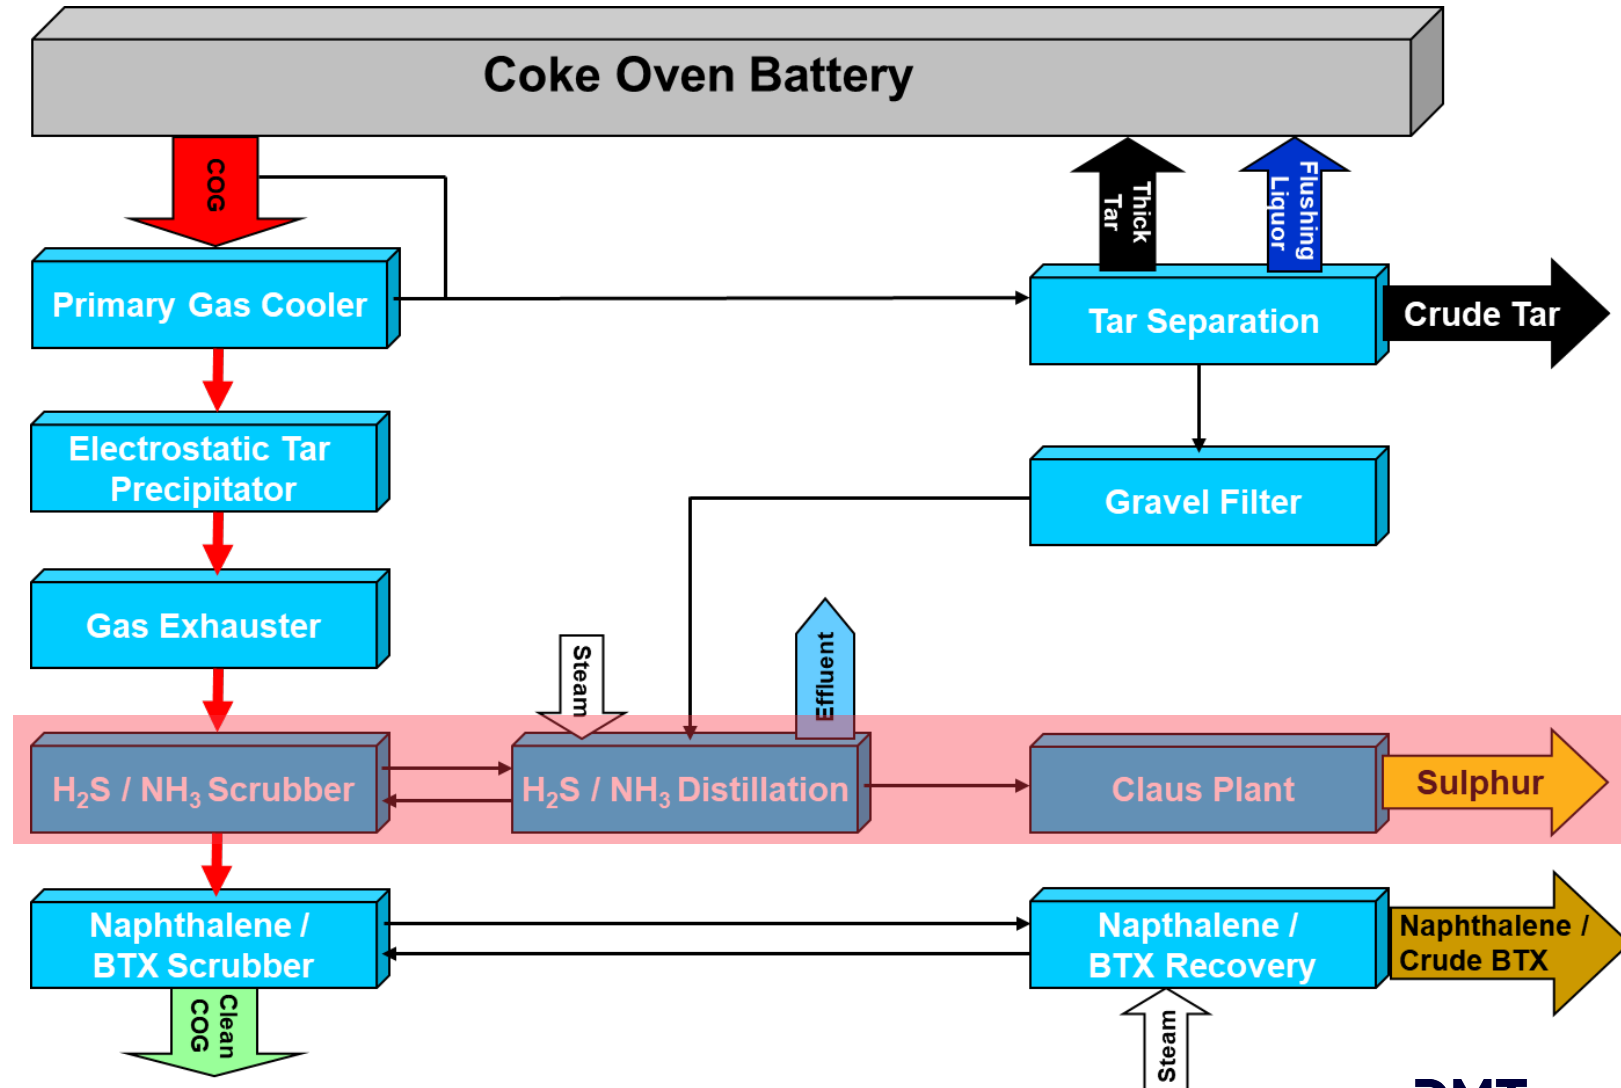 Coke Oven Battery
COG
Thick
Tar
Flushing
Liquor
Primary Gas Cooler
Tar Separation
Crude Tar
Electrostatic Tar
Precipitator
Gravel Filter
Gas Exhauster
Steam
Effluent
H₂S / NH₃ Scrubber
H₂S / NH₃ Distillation
Claus Plant
Sulphur
Naphthalene /
BTX Scrubber
Napthalene /
BTX Recovery
Naphthalene /
Crude BTX
Clean
COG
Steam